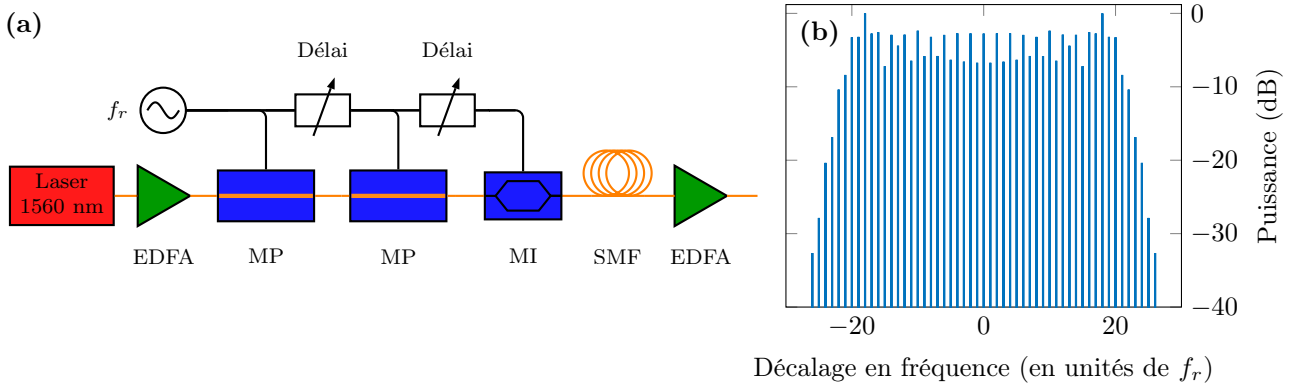 (a)
Délai
Délai
f_r
Laser
1560 nm
EDFA
MP
MP
MI
SMF
EDFA
(b)
0
−10
−20
−30
−40
Puissance (dB)
−20
0
20
Décalage en fréquence (en unités de f_r)